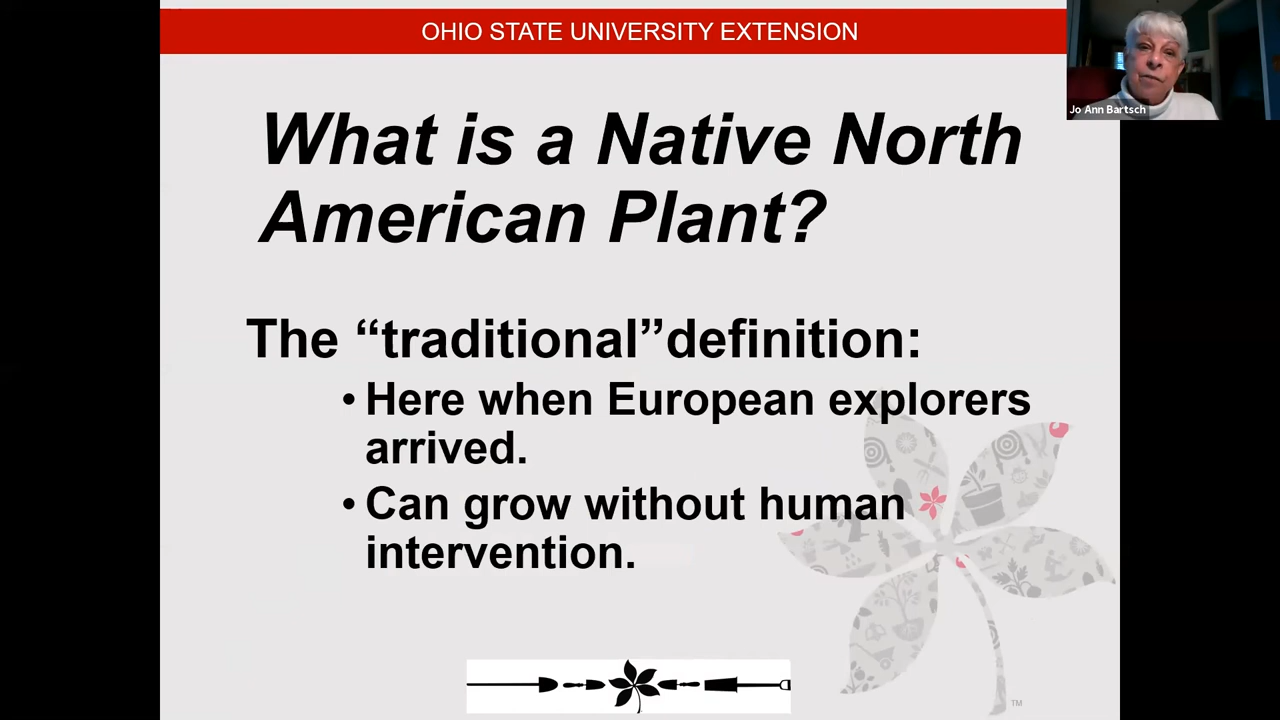 OHIO STATE UNIVERSITY EXTENSION
Jo Ann Bartsch
What is a Native North
American Plant?
The “traditional”definition:
• Here when European explorers
arrived.
• Can grow without human
intervention.
TM